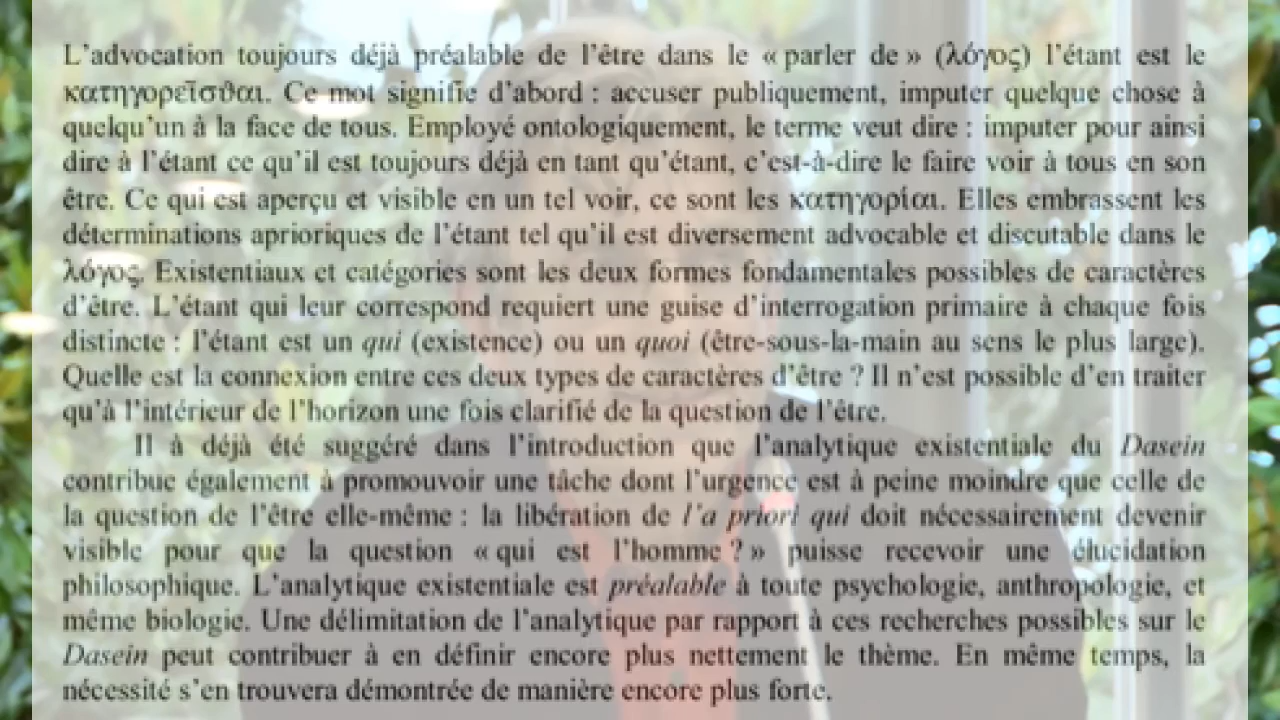 L’advocation toujours déjà préalable de l’être dans le « parler de » (λόγος) l’étant est le
κατηγορεῖσϑαι. Ce mot signifie d’abord : accuser publiquement, imputer quelque chose à
quelqu’un à la face de tous. Employé ontologiquement, le terme veut dire : imputer pour ainsi
dire à l’étant ce qu’il est toujours déjà en tant qu’étant, c’est-à-dire le faire voir à tous en son
être. Ce qui est aperçu et visible en un tel voir, ce sont les κατηγορίαι. Elles embrassent les
déterminations aprioriques de l’étant tel qu’il est diversement advocable et discutable dans le
λόγος. Existentiaux et catégories sont les deux formes fondamentales possibles de caractères
d’être. L’étant qui leur correspond requiert une guise d’interrogation primaire à chaque fois
distincte : l’étant est un qui (existence) ou un quoi (être-sous-la-main au sens le plus large).
Quelle est la connexion entre ces deux types de caractères d’être ? Il n’est possible d’en traiter
qu’à l’intérieur de l’horizon une fois clarifié de la question de l’être.
Il à déjà été suggéré dans l’introduction que l’analytique existentiale du Dasein
contribue également à promouvoir une tâche dont l’urgence est à peine moindre que celle de
la question de l’être elle-même : la libération de l’a priori qui doit nécessairement devenir
visible pour que la question « qui est l’homme ? » puisse recevoir une élucidation
philosophique. L’analytique existentiale est préalable à toute psychologie, anthropologie, et
même biologie. Une délimitation de l’analytique par rapport à ces recherches possibles sur le
Dasein peut contribuer à en définir encore plus nettement le thème. En même temps, la
nécessité s’en trouvera démontrée de manière encore plus forte.